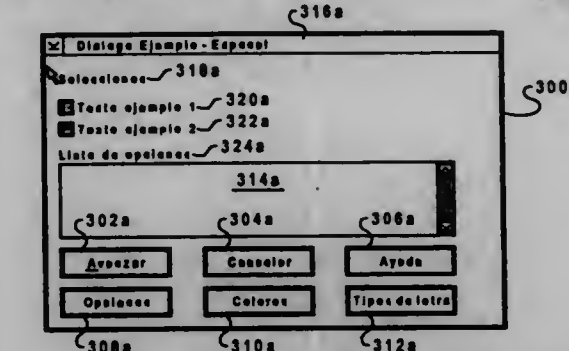 316a
Dialogo Ejemplo - Espanol
Selecciones 318a
300
Texto ejemplo 1 320a
Texto ejemplo 2 322a
Lista de opciones 324a
314a
302a 304a 306a
Avanzar Cancelar Ayuda
Opciones Colores Tipos de letra
308a 310a 312a